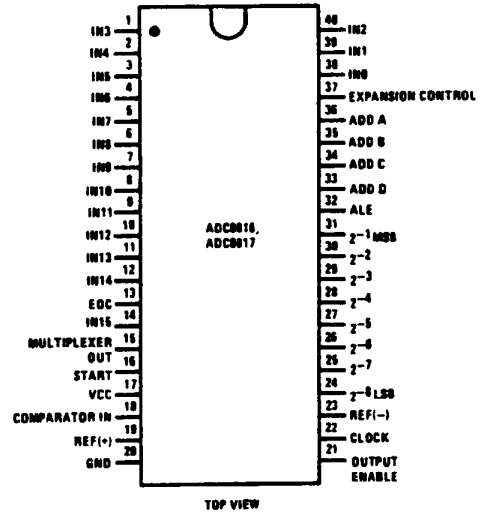 1
IN3
2
IN4
3
IN5
4
IN6
5
IN7
6
IN8
7
IN9
8
IN10
9
IN11
10
IN12
11
IN13
12
IN14
13
EOC
14
IN15
15
MULTIPLEXER
OUT
16
START
17
VCC
18
COMPARATOR IN
19
REF(+)
20
GND
ADC0816,
ADC0817
40
IN2
39
IN1
38
IN0
37
EXPANSION CONTROL
36
ADD A
35
ADD B
34
ADD C
33
ADD D
32
ALE
31
2⁻¹ MSB
30
2⁻²
29
2⁻³
28
2⁻⁴
27
2⁻⁵
26
2⁻⁶
25
2⁻⁷
24
2⁻⁸ LSB
23
REF(−)
22
CLOCK
21
OUTPUT
ENABLE
TOP VIEW